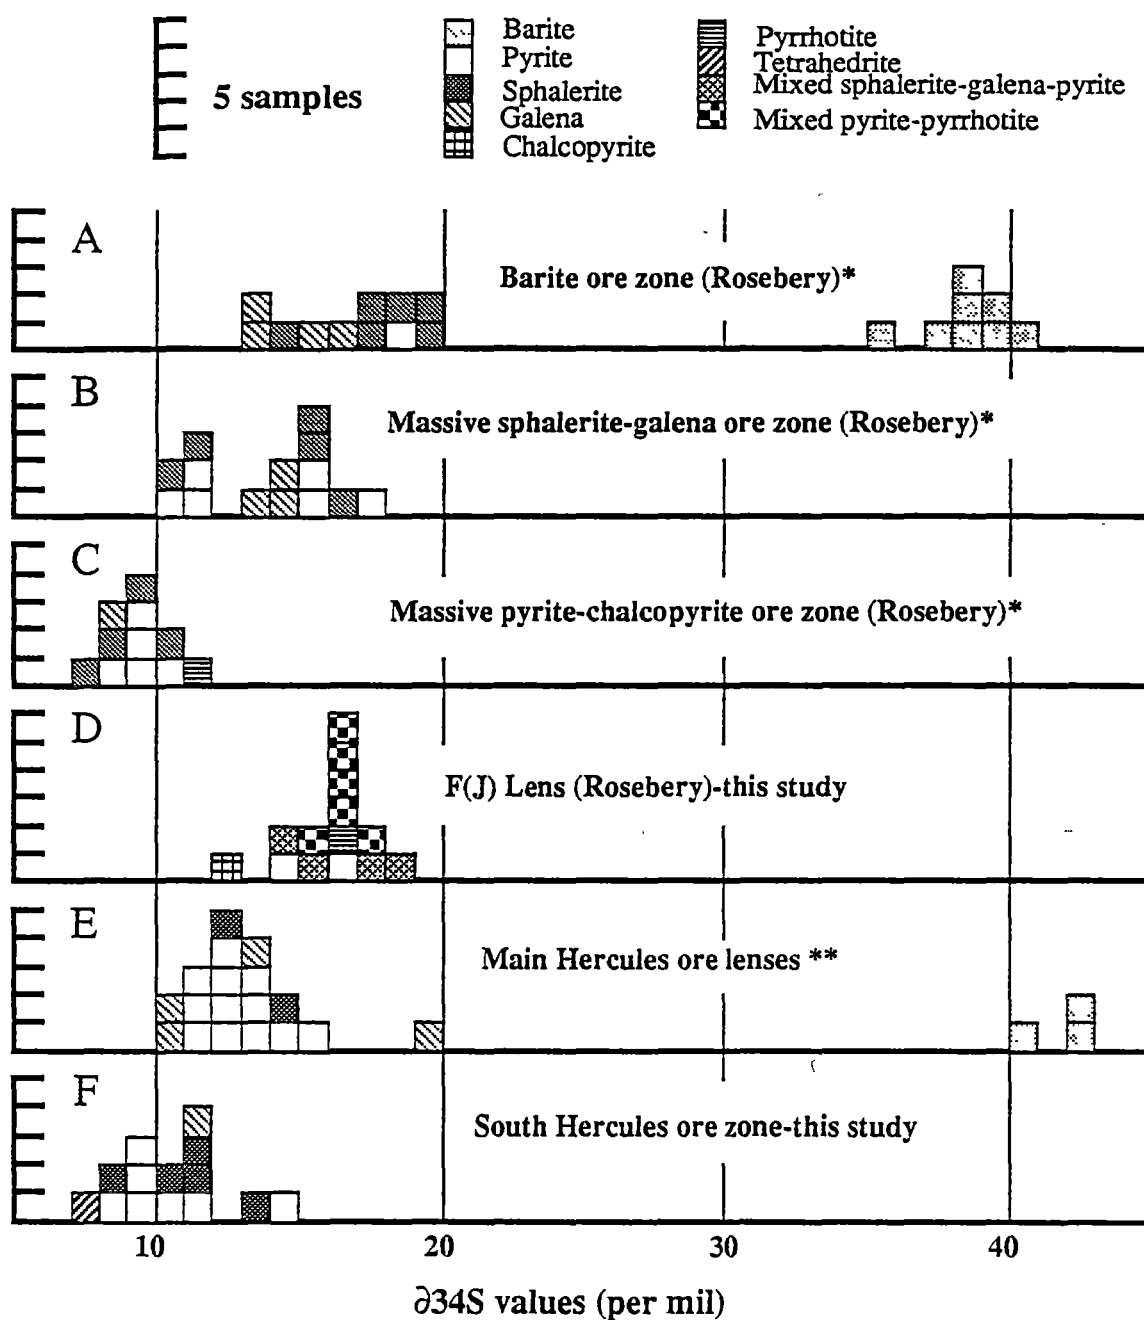 5 samples
Barite
Pyrite
Sphalerite
Galena
Chalcopyrite
Pyrrhotite
Tetrahedrite
Mixed sphalerite-galena-pyrite
Mixed pyrite-pyrrhotite
A
Barite ore zone (Rosebery)*
B
Massive sphalerite-galena ore zone (Rosebery)*
C
Massive pyrite-chalcopyrite ore zone (Rosebery)*
D
F(J) Lens (Rosebery)-this study
E
Main Hercules ore lenses **
F
South Hercules ore zone-this study
10 20 30 40
∂34S values (per mil)